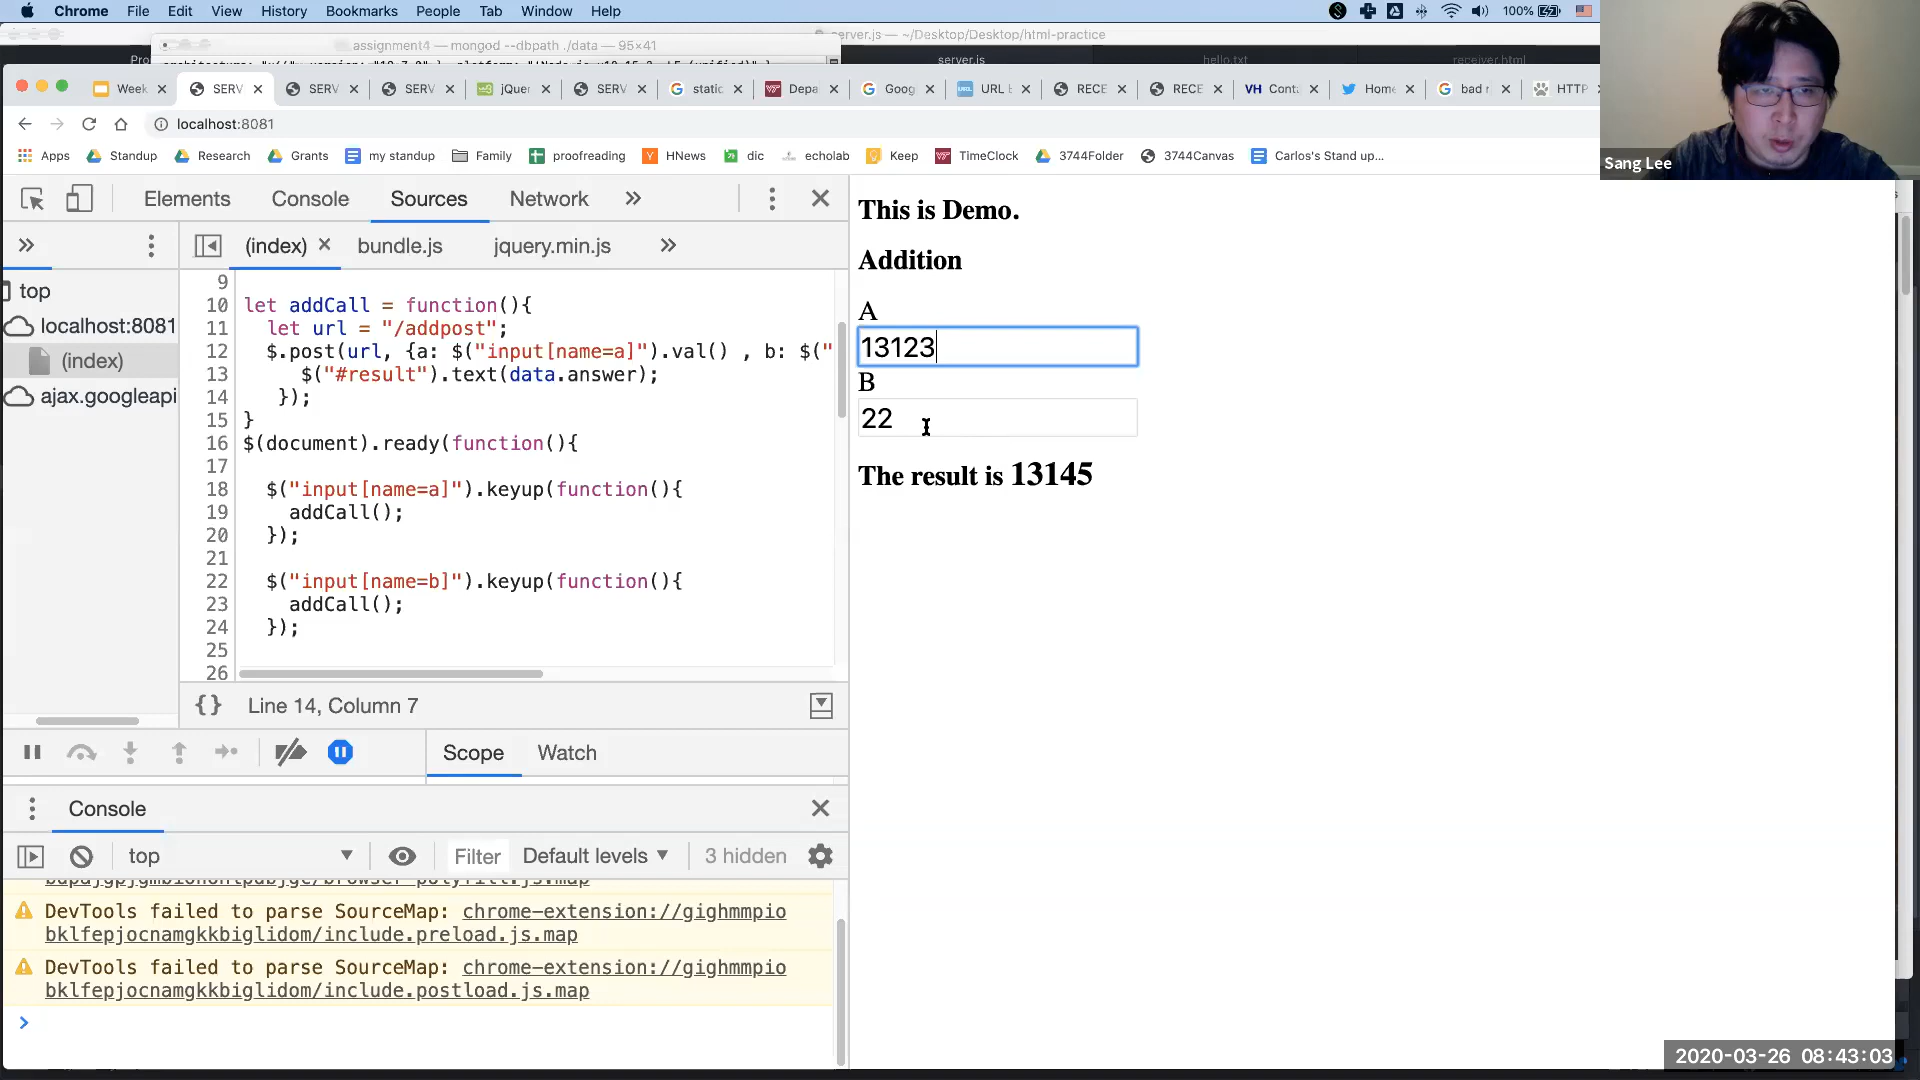 Chrome File Edit View History Bookmarks People Tab Window Help 100%
server.js — ~/Desktop/Desktop/html-practice
assignment4 — mongod --dbpath ./data — 95×41
server.js hello.txt receiver.html
Week SERV SERV SERV jQuer SERV static Depa Goog URL RECE RECE Cont Home bad HTTP
localhost:8081
Apps Standup Research Grants my standup Family proofreading HNews dic echolab Keep TimeClock 3744Folder 3744Canvas Carlos's Stand up...
Sang Lee
Elements Console Sources Network
(index) bundle.js jquery.min.js
top
localhost:8081
(index)
ajax.googleapi
9
10 let addCall = function(){
11 let url = "/addpost";
12 $.post(url, {a: $("input[name=a]").val() , b: $("
13 $("#result").text(data.answer);
14 });
15 }
16 $(document).ready(function(){
17
18 $("input[name=a]").keyup(function(){
19 addCall();
20 });
21
22 $("input[name=b]").keyup(function(){
23 addCall();
24 });
25
26
{} Line 14, Column 7
Scope Watch
Console
top Filter Default levels 3 hidden
DevTools failed to parse SourceMap: chrome-extension://gighmmpio
bklfepjocnamgkkbiglidom/include.preload.js.map
DevTools failed to parse SourceMap: chrome-extension://gighmmpio
bklfepjocnamgkkbiglidom/include.postload.js.map
This is Demo.
Addition
A
13123
B
22
The result is 13145
2020-03-26 08:43:03